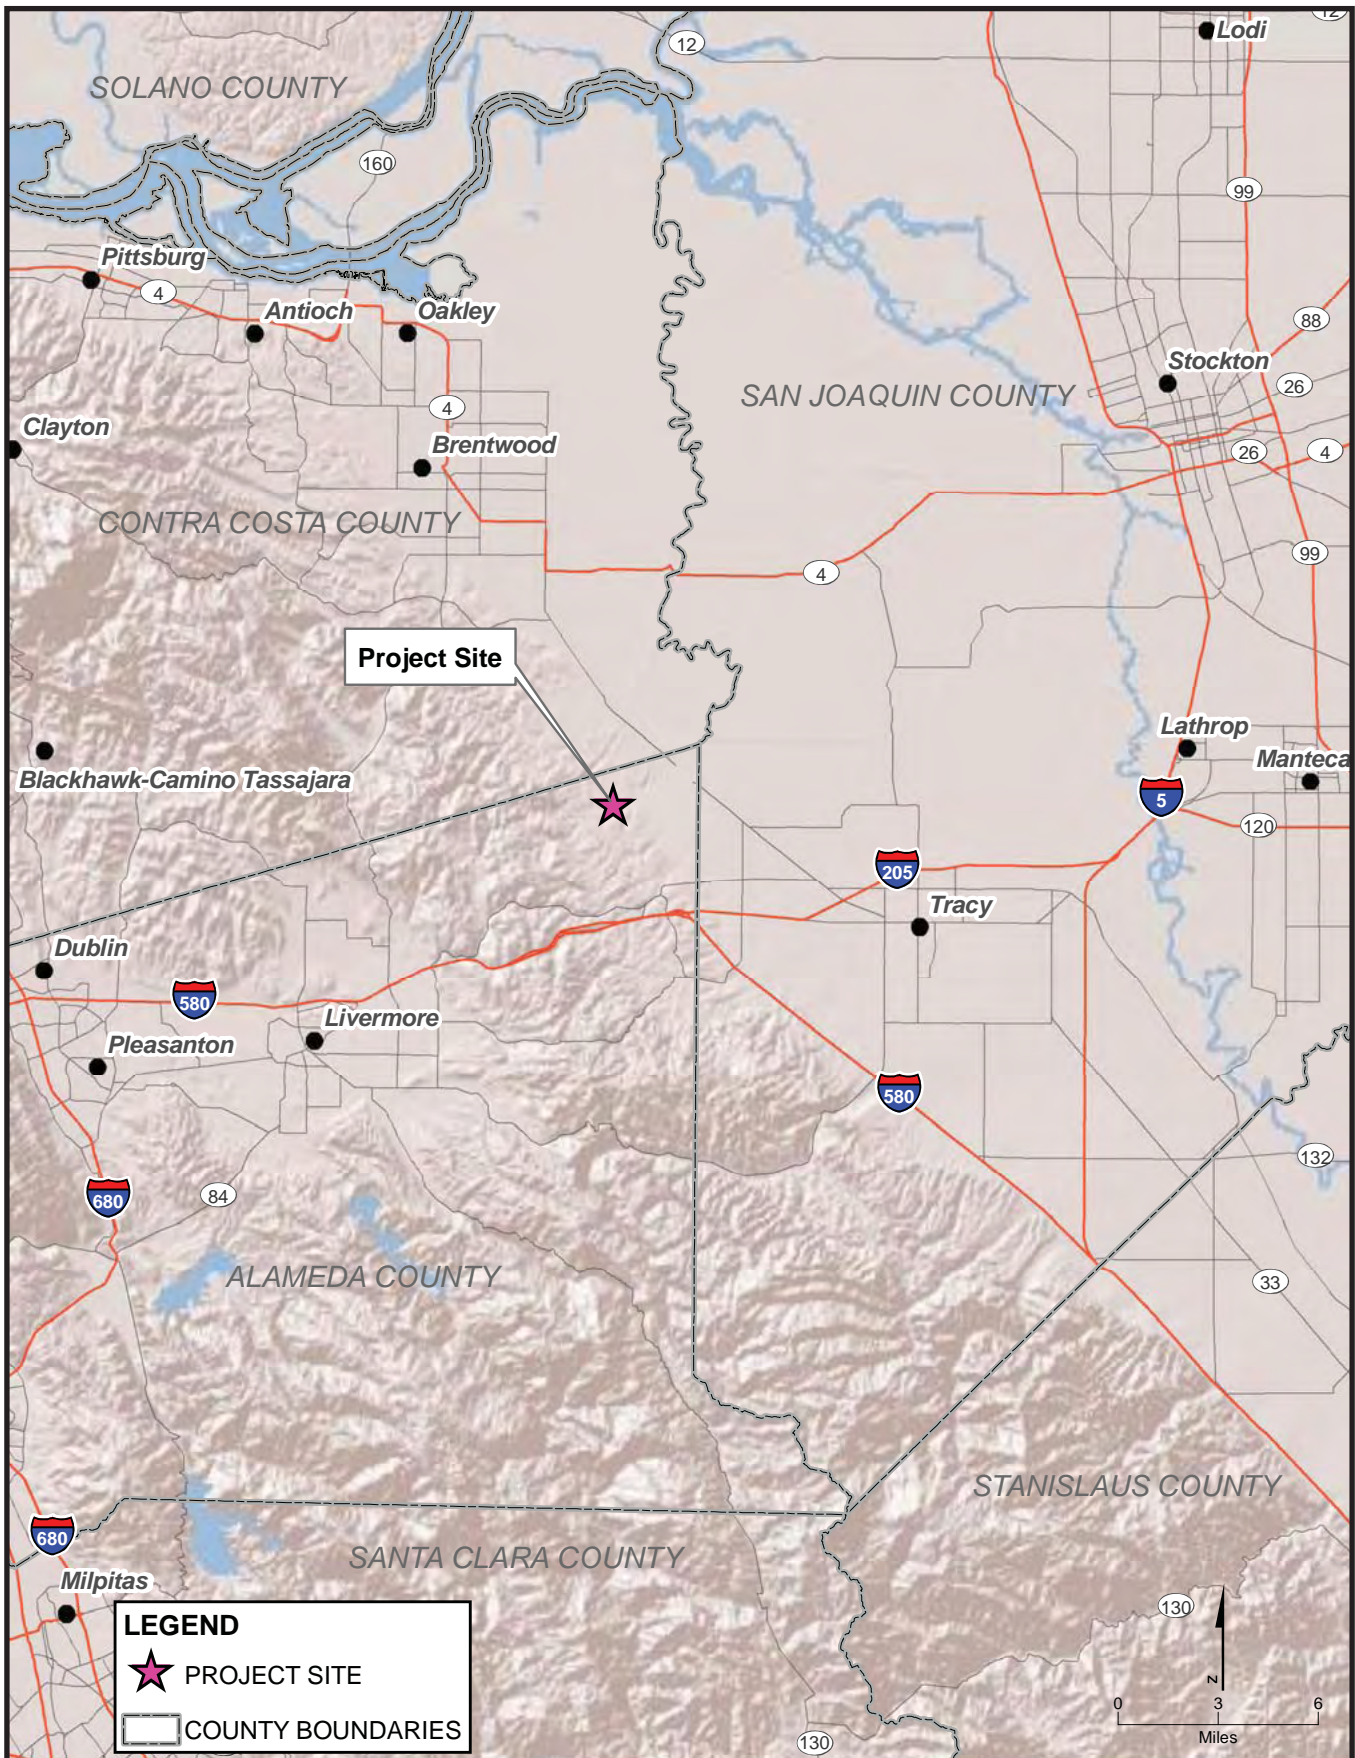 12
Lodi
12
SOLANO COUNTY
160
99
Pittsburg
4
Antioch
Oakley
88
Stockton
26
SAN JOAQUIN COUNTY
4
Clayton
Brentwood
26
4
CONTRA COSTA COUNTY
99
4
Project Site
Lathrop
Manteca
Blackhawk-Camino Tassajara
5
120
205
Tracy
Dublin
580
Livermore
Pleasanton
580
132
680
84
ALAMEDA COUNTY
33
STANISLAUS COUNTY
680
SANTA CLARA COUNTY
Milpitas
130
LEGEND
PROJECT SITE
COUNTY BOUNDARIES
130
N
0 3 6
Miles